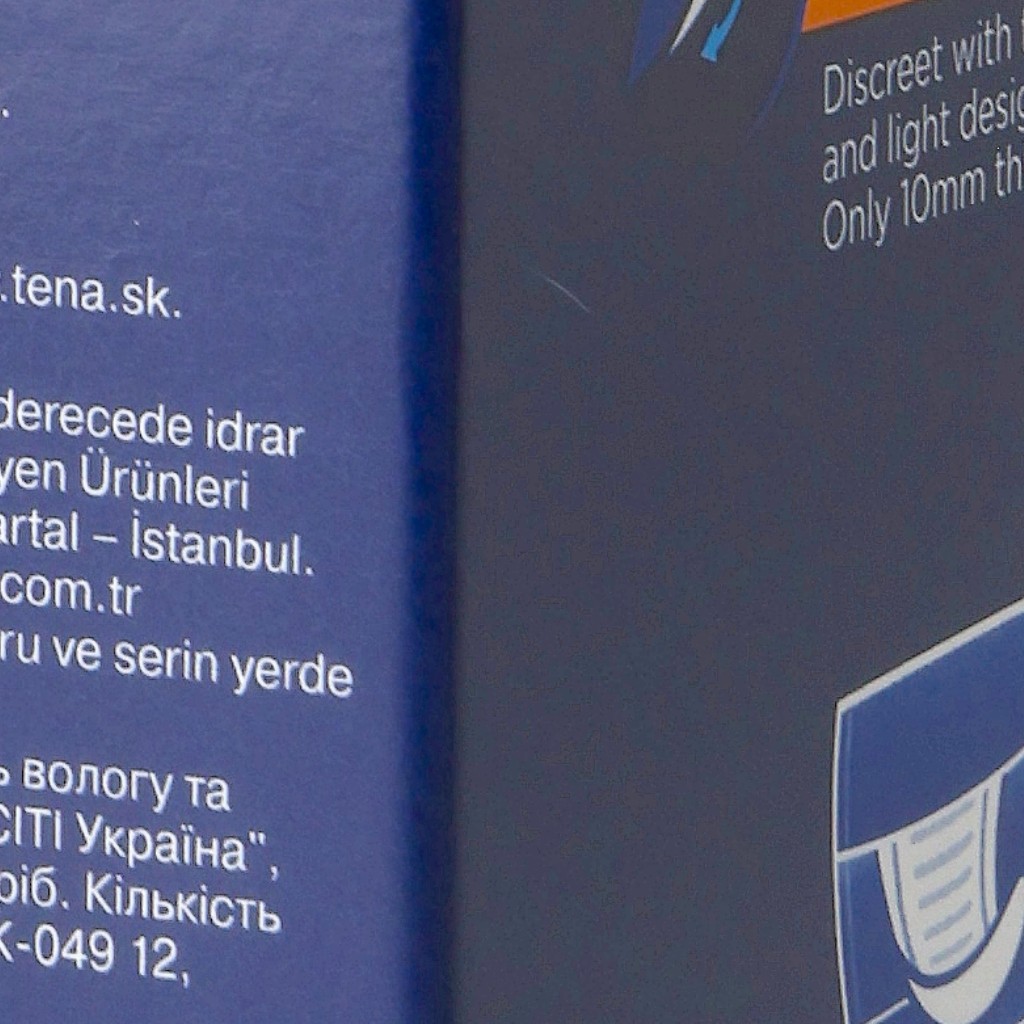 .tena.sk.
derecede idrar
yen Ürünleri
artal – İstanbul.
.com.tr
ru ve serin yerde
вологу та
СІТІ Україна",
ріб. Кількість
К-049 12,
Discreet with
and light desig
Only 10mm th